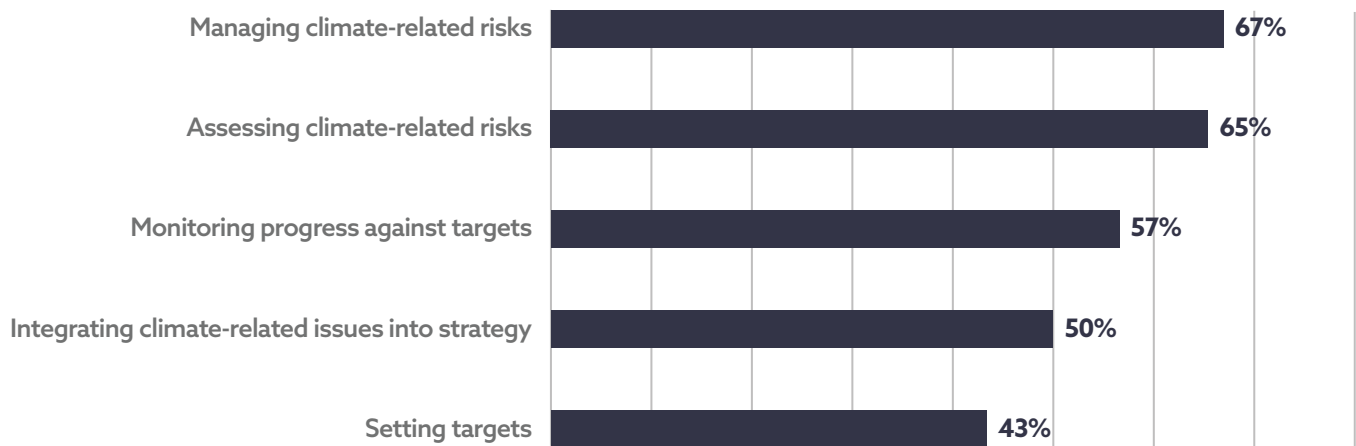 Managing climate-related risks 67%
Assessing climate-related risks 65%
Monitoring progress against targets 57%
Integrating climate-related issues into strategy 50%
Setting targets 43%